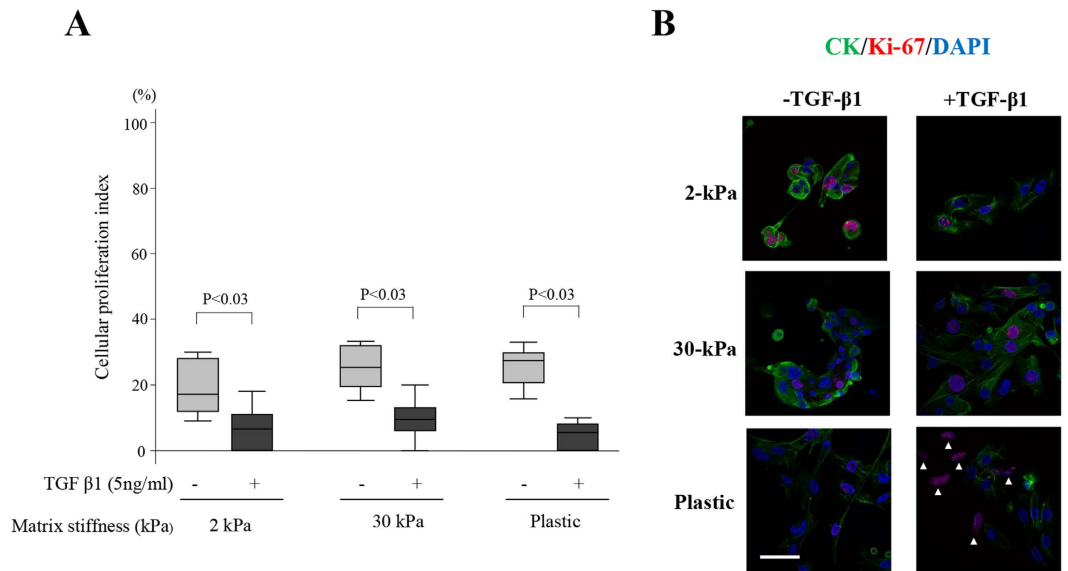 A
(%)
100
80
60
40
20
0
Cellular proliferation index
P<0.03
P<0.03
P<0.03
TGF β1 (5ng/ml)
-
+
-
+
-
+
Matrix stiffness (kPa)
2 kPa
30 kPa
Plastic
B
CK/Ki-67/DAPI
-TGF-β1
+TGF-β1
2-kPa
30-kPa
Plastic